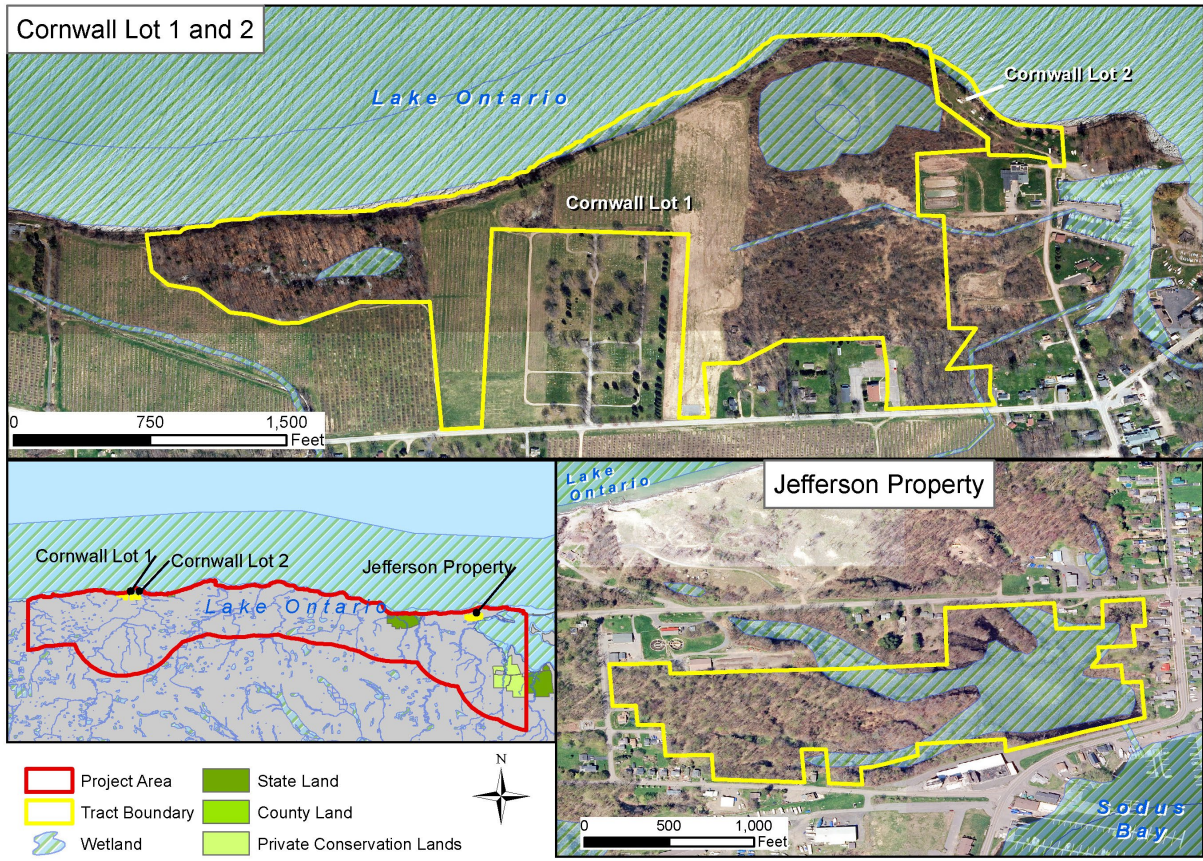 Cornwall Lot 1 and 2
Lake Ontario
Cornwall Lot 2
Cornwall Lot 1
0 750 1,500
Feet
Cornwall Lot 1
Cornwall Lot 2
Jefferson Property
Lake Ontario
Lake
Ontario
Jefferson Property
Sodus
Bay
0 500 1,000
Feet
Project Area
Tract Boundary
Wetland
State Land
County Land
Private Conservation Lands
N